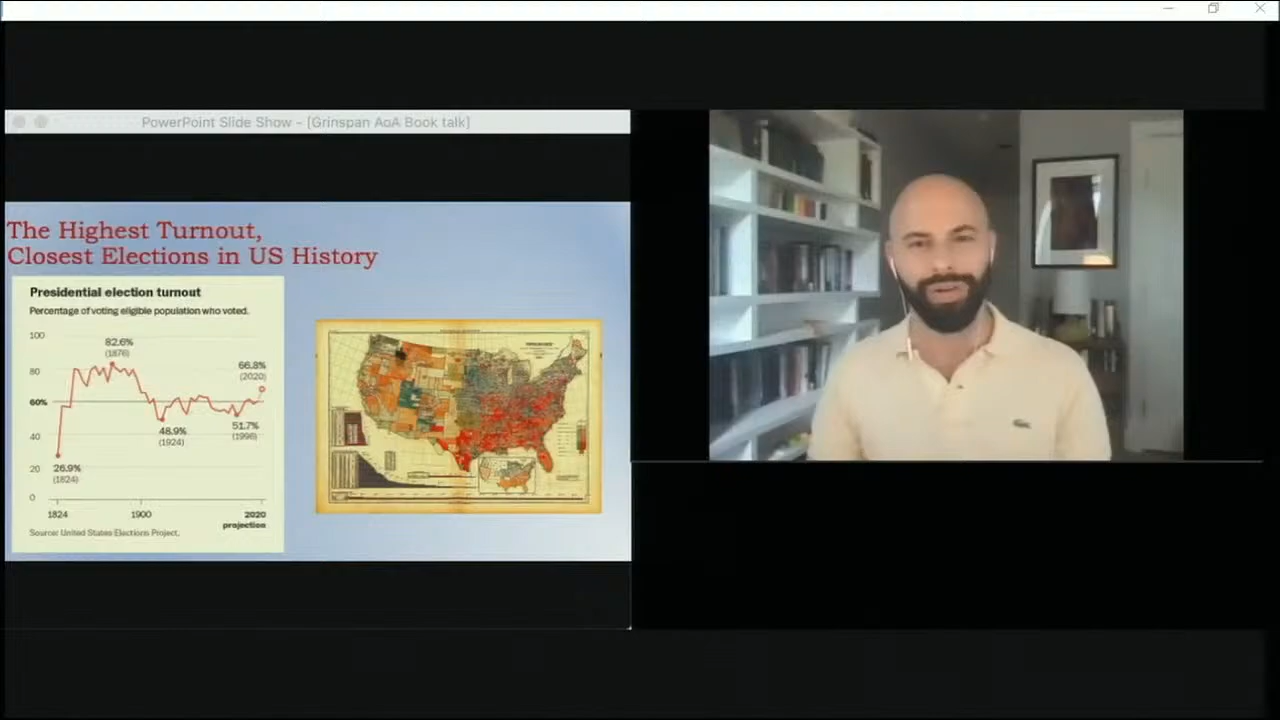 PowerPoint Slide Show - [Grinspan AoA Book talk]
The Highest Turnout,
Closest Elections in US History
Presidential election turnout
Percentage of voting eligible population who voted.
100
82.6%
(1876)
66.8%
(2020)
80
60%
48.9%
(1924)
51.7%
(1996)
40
20
26.9%
(1824)
0
1824
1900
2020
projection
Source: United States Elections Project.